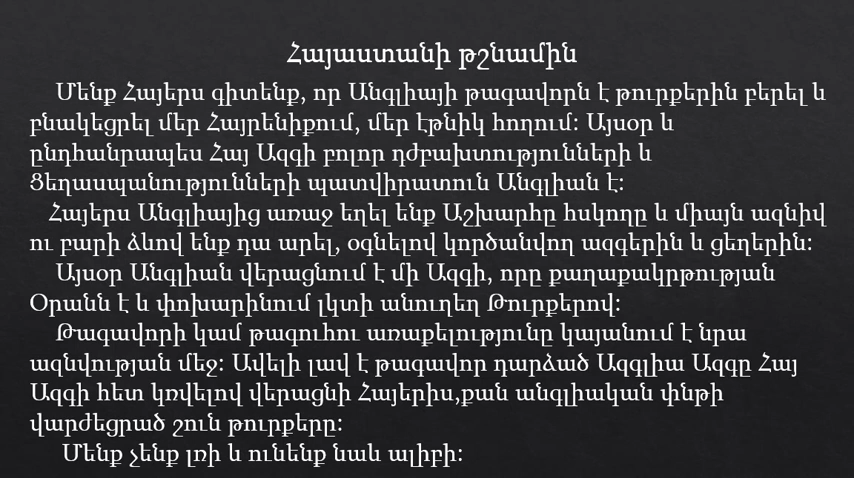 Հայաստանի թշնամին
Մենք Հայերս գիտենք, որ Անգլիայի թագավորն է թուրքերին բերել և
բնակեցրել մեր Հայրենիքում, մեր էթնիկ հողում: Այսօր և
ընդհանրապես Հայ Ազգի բոլոր դժբախտությունների և
Ցեղասպանությունների պատվիրատուն Անգլիան է:
Հայերս Անգլիայից առաջ եղել ենք Աշխարհը հսկողը և միայն ազնիվ
ու բարի ձևով ենք դա արել, օգնելով կործանվող ազգերին և ցեղերին:
Այսօր Անգլիան վերացնում է մի Ազգի, որը քաղաքակրթության
Օրանն է և փոխարինում լկտի անուղեղ Թուրքերով:
Թագավորի կամ թագուհու առաքելությունը կայանում է նրա
ազնվության մեջ: Ավելի լավ է թագավոր դարձած Ազգլիա Ազգը Հայ
Ազգի հետ կռվելով վերացնի Հայերիս,քան անգլիական փնթի
վարժեցրած շուն թուրքերը:
Մենք չենք լռի և ունենք նաև ալիբի: